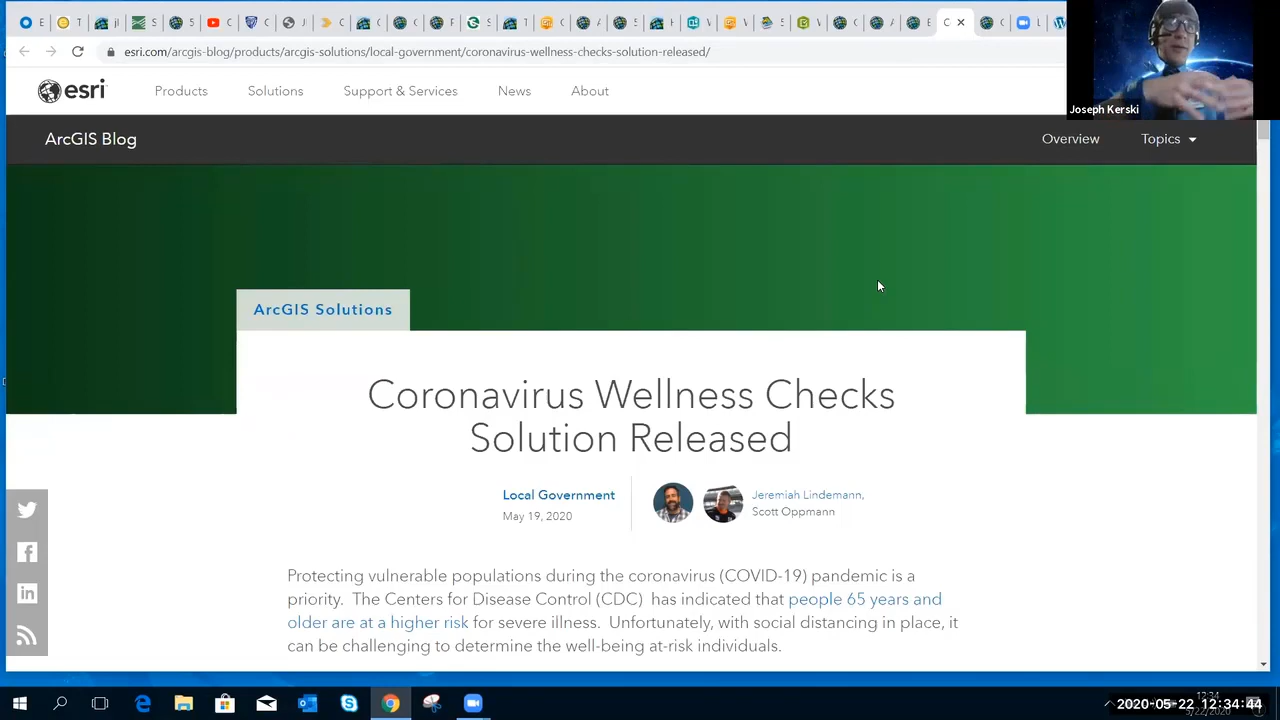 esri.com/arcgis-blog/products/arcgis-solutions/local-government/coronavirus-wellness-checks-solution-released/
esri
Products
Solutions
Support & Services
News
About
Joseph Kerski
ArcGIS Blog
Overview
Topics
ArcGIS Solutions
Coronavirus Wellness Checks
Solution Released
Local Government
May 19, 2020
Jeremiah Lindemann,
Scott Oppmann
Protecting vulnerable populations during the coronavirus (COVID-19) pandemic is a
priority. The Centers for Disease Control (CDC) has indicated that people 65 years and
older are at a higher risk for severe illness. Unfortunately, with social distancing in place, it
can be challenging to determine the well-being at-risk individuals.
12:34
2020-05-22 12:34:44